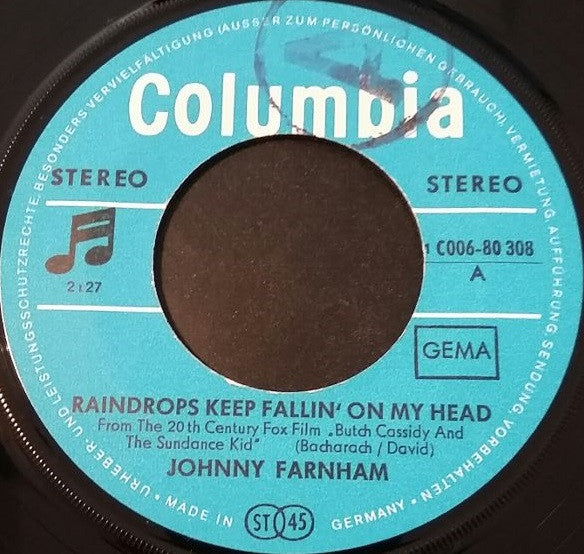 URHEBER- UND LEISTUNGSSCHUTZRECHTE, BESONDERS VERVIELFÄLTIGUNG (AUSSER ZUM PERSÖNLICHEN GEBRAUCH), VERMIETUNG, AUFFÜHRUNG, SENDUNG, VORBEHALTEN.
Columbia
STEREO
STEREO
1 C006-80 308
A
2:27
GEMA
RAINDROPS KEEP FALLIN' ON MY HEAD
From The 20th Century Fox Film „Butch Cassidy And
The Sundance Kid" (Bacharach / David)
JOHNNY FARNHAM
• MADE IN ST 45 GERMANY •